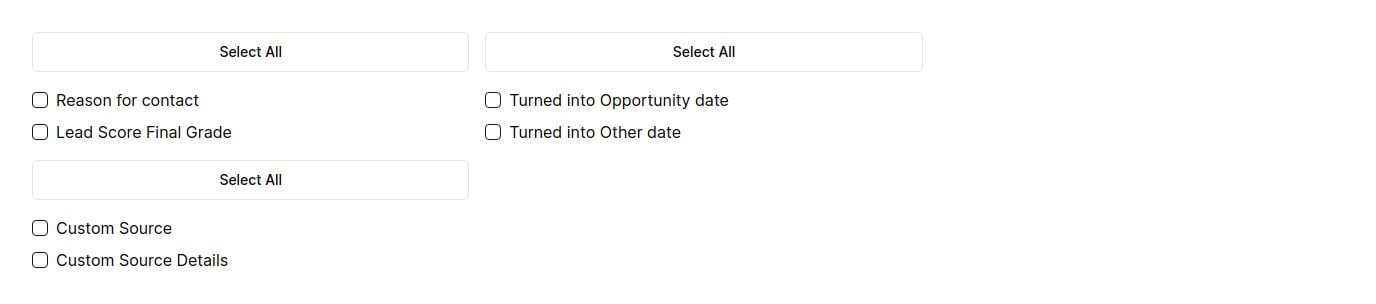 Select All
Reason for contact
Lead Score Final Grade
Select All
Turned into Opportunity date
Turned into Other date
Select All
Custom Source
Custom Source Details